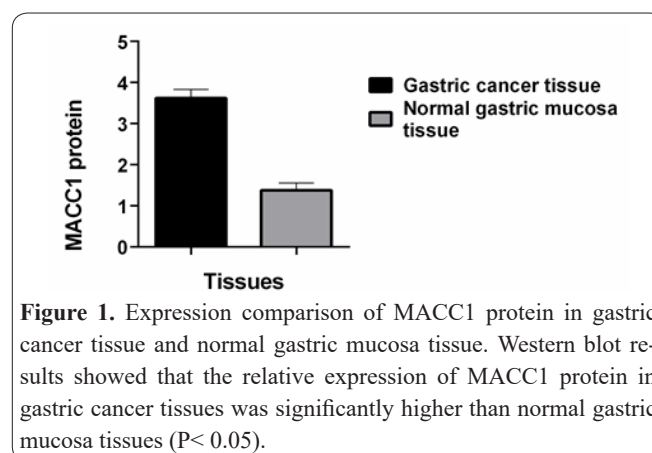 5
4
3
2
1
0
MACC1 protein
Tissues
Gastric cancer tissue
Normal gastric mucosa
tissue
Figure 1. Expression comparison of MACC1 protein in gastric
cancer tissue and normal gastric mucosa tissue. Western blot re-
sults showed that the relative expression of MACC1 protein in
gastric cancer tissues was significantly higher than normal gastric
mucosa tissues (P< 0.05).